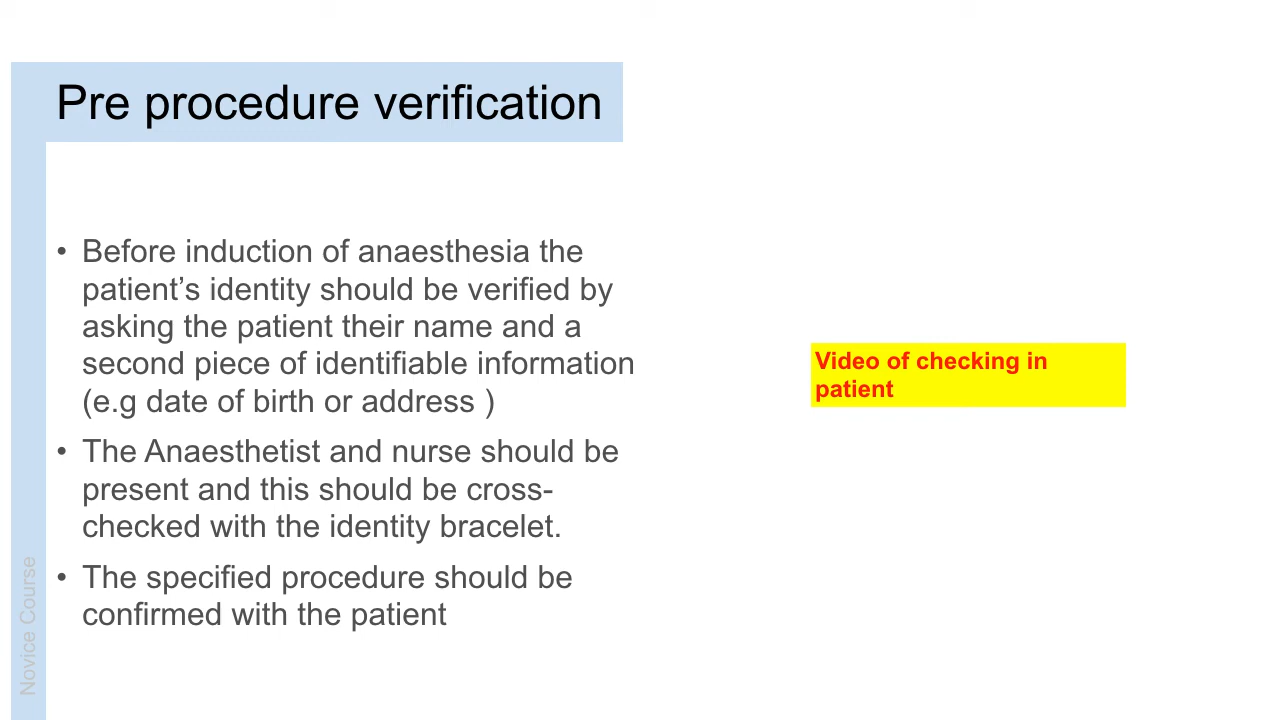 Pre procedure verification
• Before induction of anaesthesia the
patient’s identity should be verified by
asking the patient their name and a
second piece of identifiable information
(e.g date of birth or address )
• The Anaesthetist and nurse should be
present and this should be cross-
checked with the identity bracelet.
• The specified procedure should be
confirmed with the patient
Video of checking in
patient
Novice Course